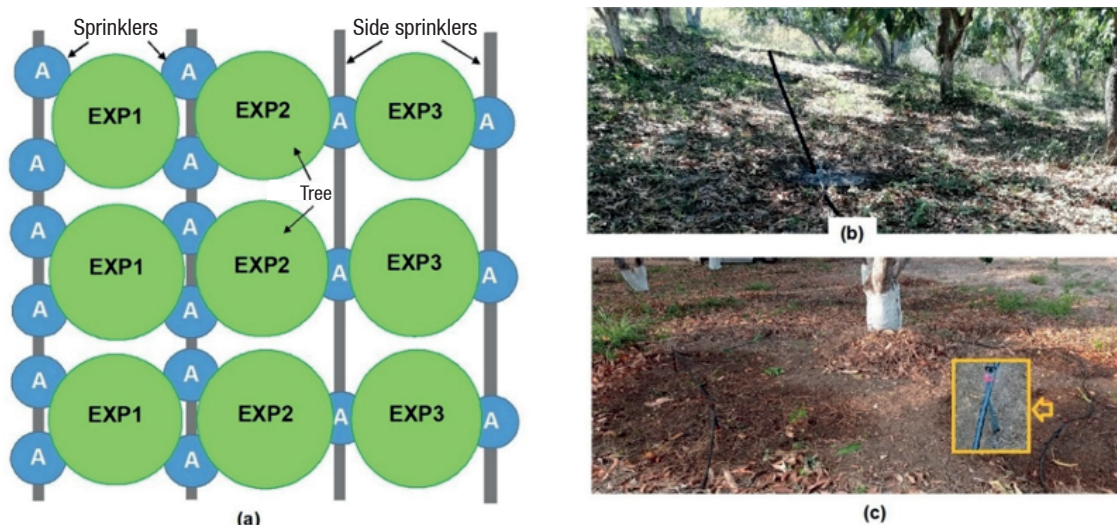 Sprinklers Side sprinklers
A A
EXP1 EXP2 A EXP3 A
A A
Tree
A A
EXP1 EXP2 A EXP3 A
A A
A A
EXP1 EXP2 A EXP3 A
A A
(a)
(b)
(c)